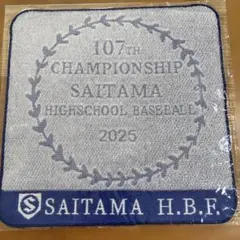 107TH
CHAMPIONSHIP
SAITAMA
HIGHSCHOOL BASEBALL
2025
S SAITAMA H.B.F.